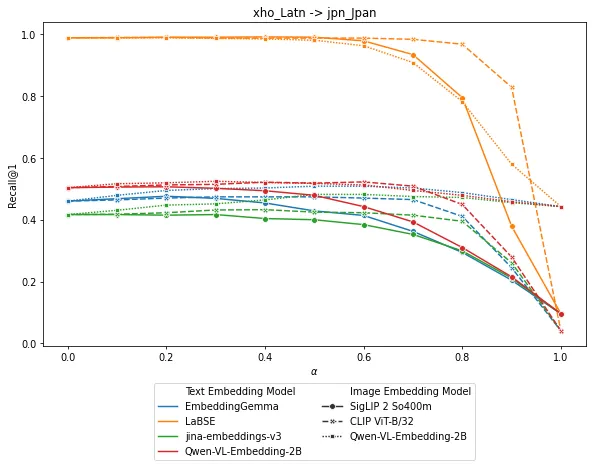 xho_Latn -> jpn_Jpan
Recall@1
1.0
0.8
0.6
0.4
0.2
0.0
0.0 0.2 0.4 0.6 0.8 1.0
α
Text Embedding Model
EmbeddingGemma
LaBSE
jina-embeddings-v3
Qwen-VL-Embedding-2B
Image Embedding Model
SigLIP 2 So400m
CLIP ViT-B/32
Qwen-VL-Embedding-2B